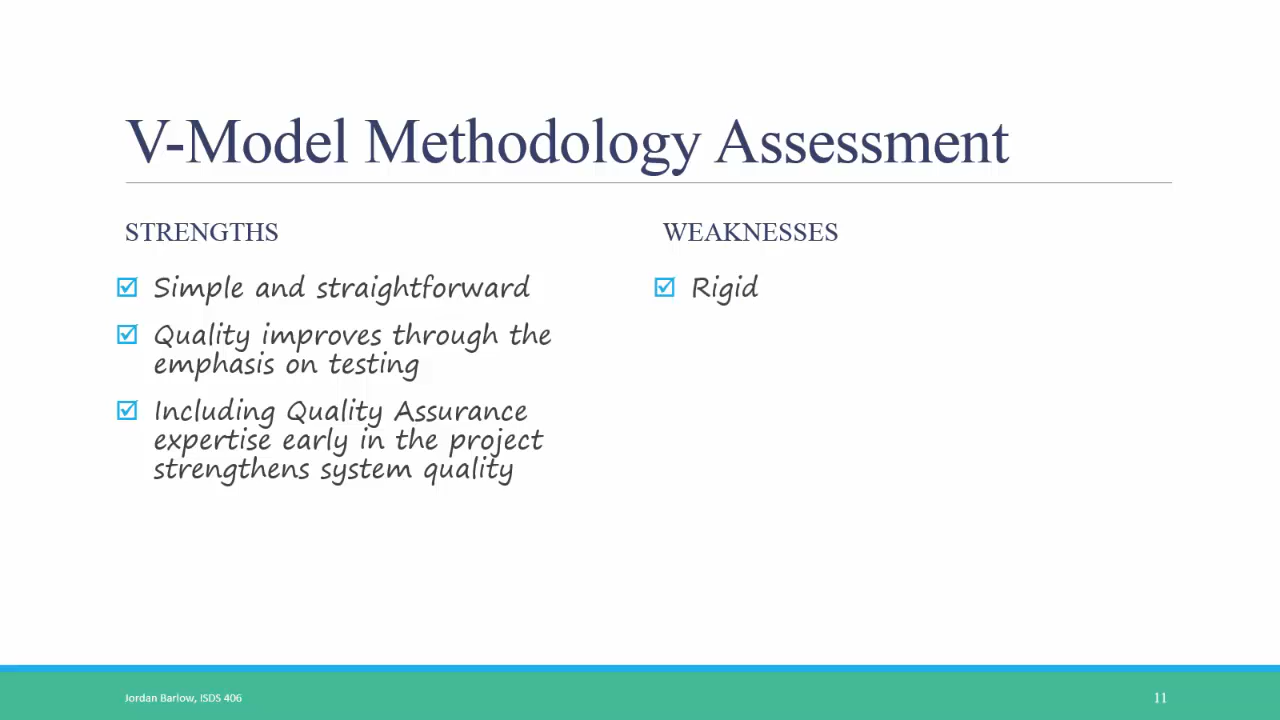 V-Model Methodology Assessment
STRENGTHS
Simple and straightforward
Quality improves through the
emphasis on testing
Including Quality Assurance
expertise early in the project
strengthens system quality
WEAKNESSES
Rigid
Jordan Barlow, ISDS 406
11